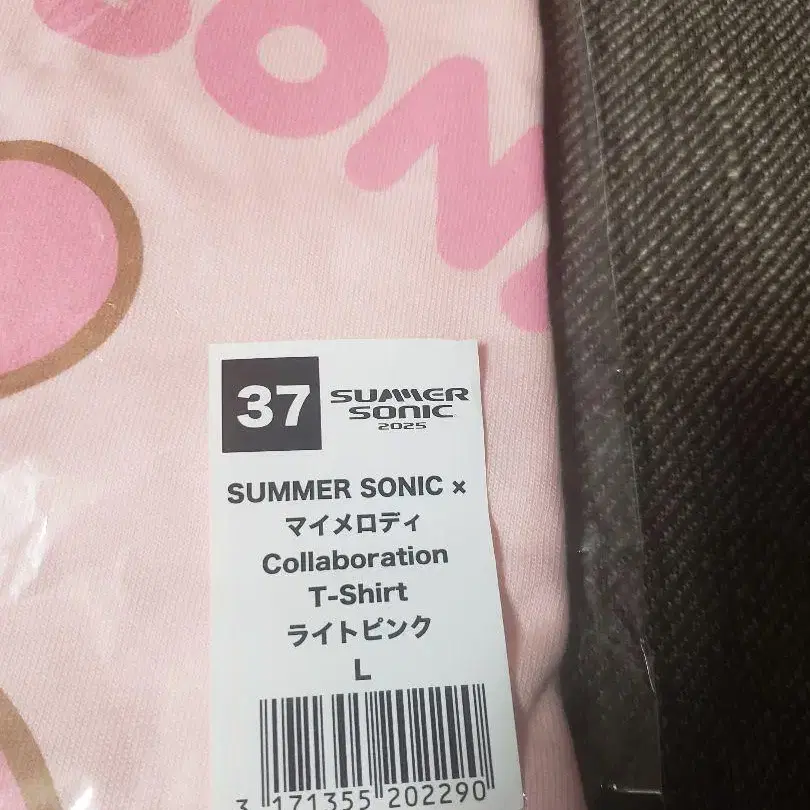 SONI
37
SUMMER
SONIC
2025
SUMMER SONIC ×
マイメロディ
Collaboration
T-Shirt
ライトピンク
L
3 171355 202290